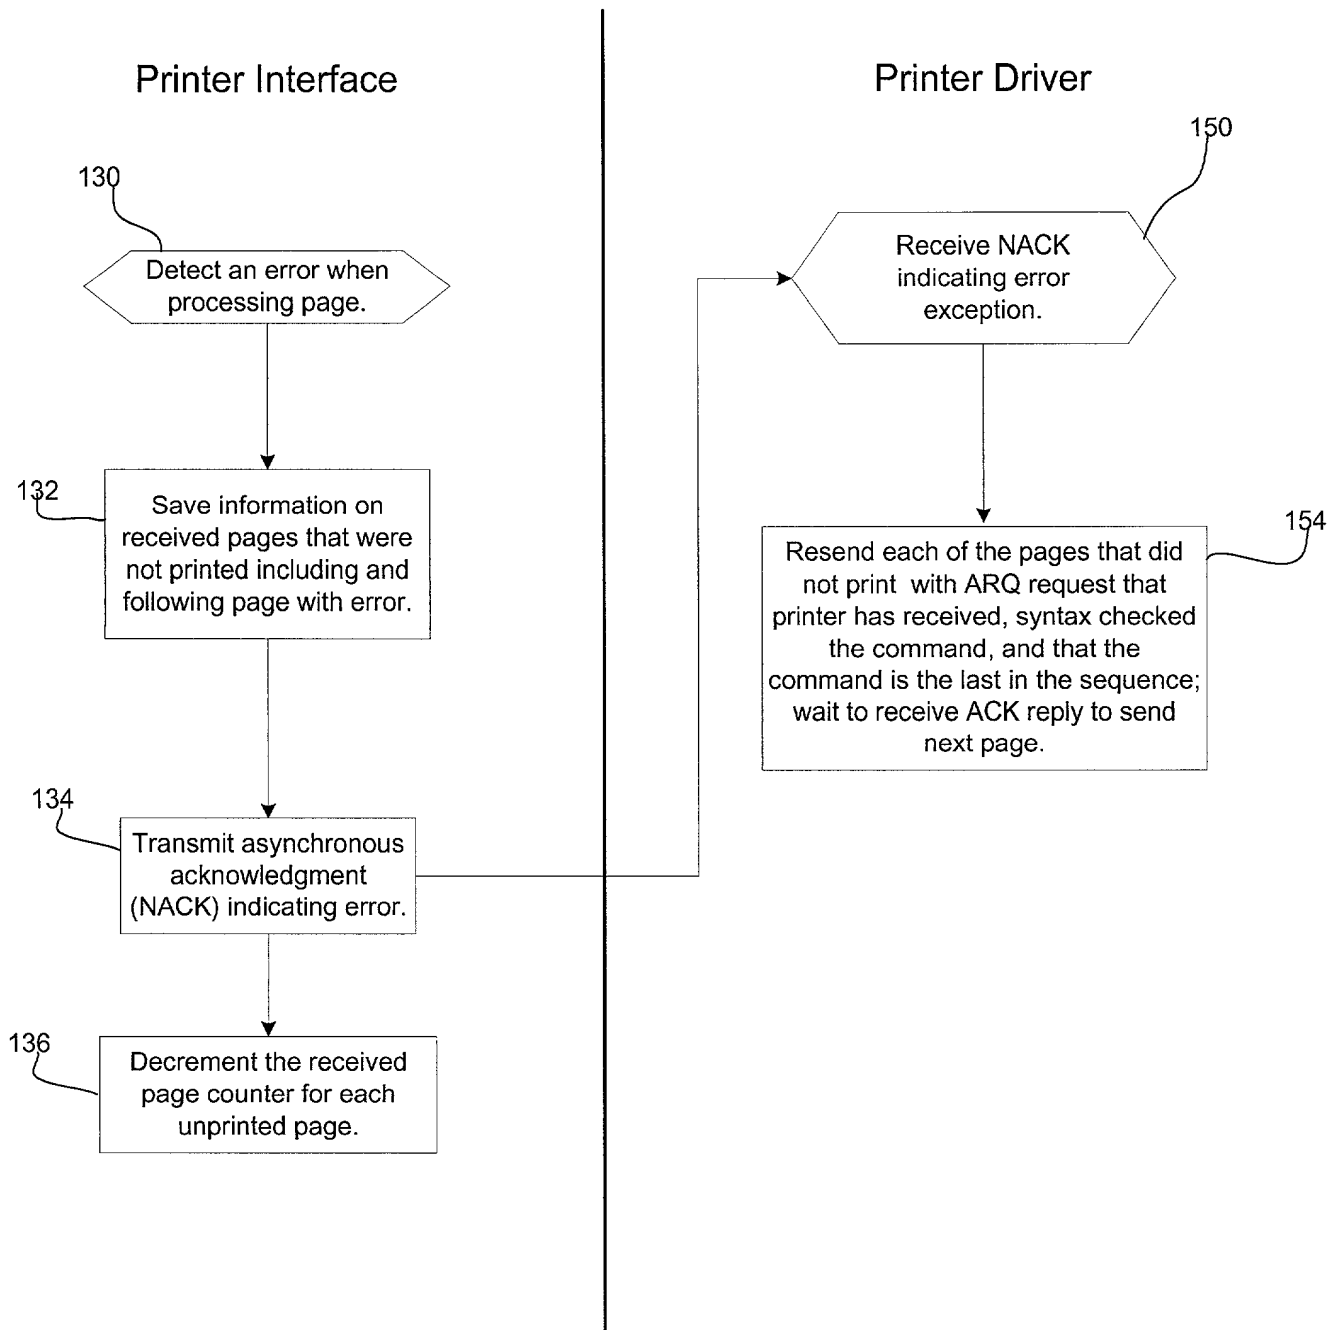 Printer Interface
130
Detect an error when
processing page.
132
Save information on
received pages that were
not printed including and
following page with error.
134
Transmit asynchronous
acknowledgment
(NACK) indicating error.
136
Decrement the received
page counter for each
unprinted page.
Printer Driver
150
Receive NACK
indicating error
exception.
154
Resend each of the pages that did
not print with ARQ request that
printer has received, syntax checked
the command, and that the
command is the last in the sequence;
wait to receive ACK reply to send
next page.